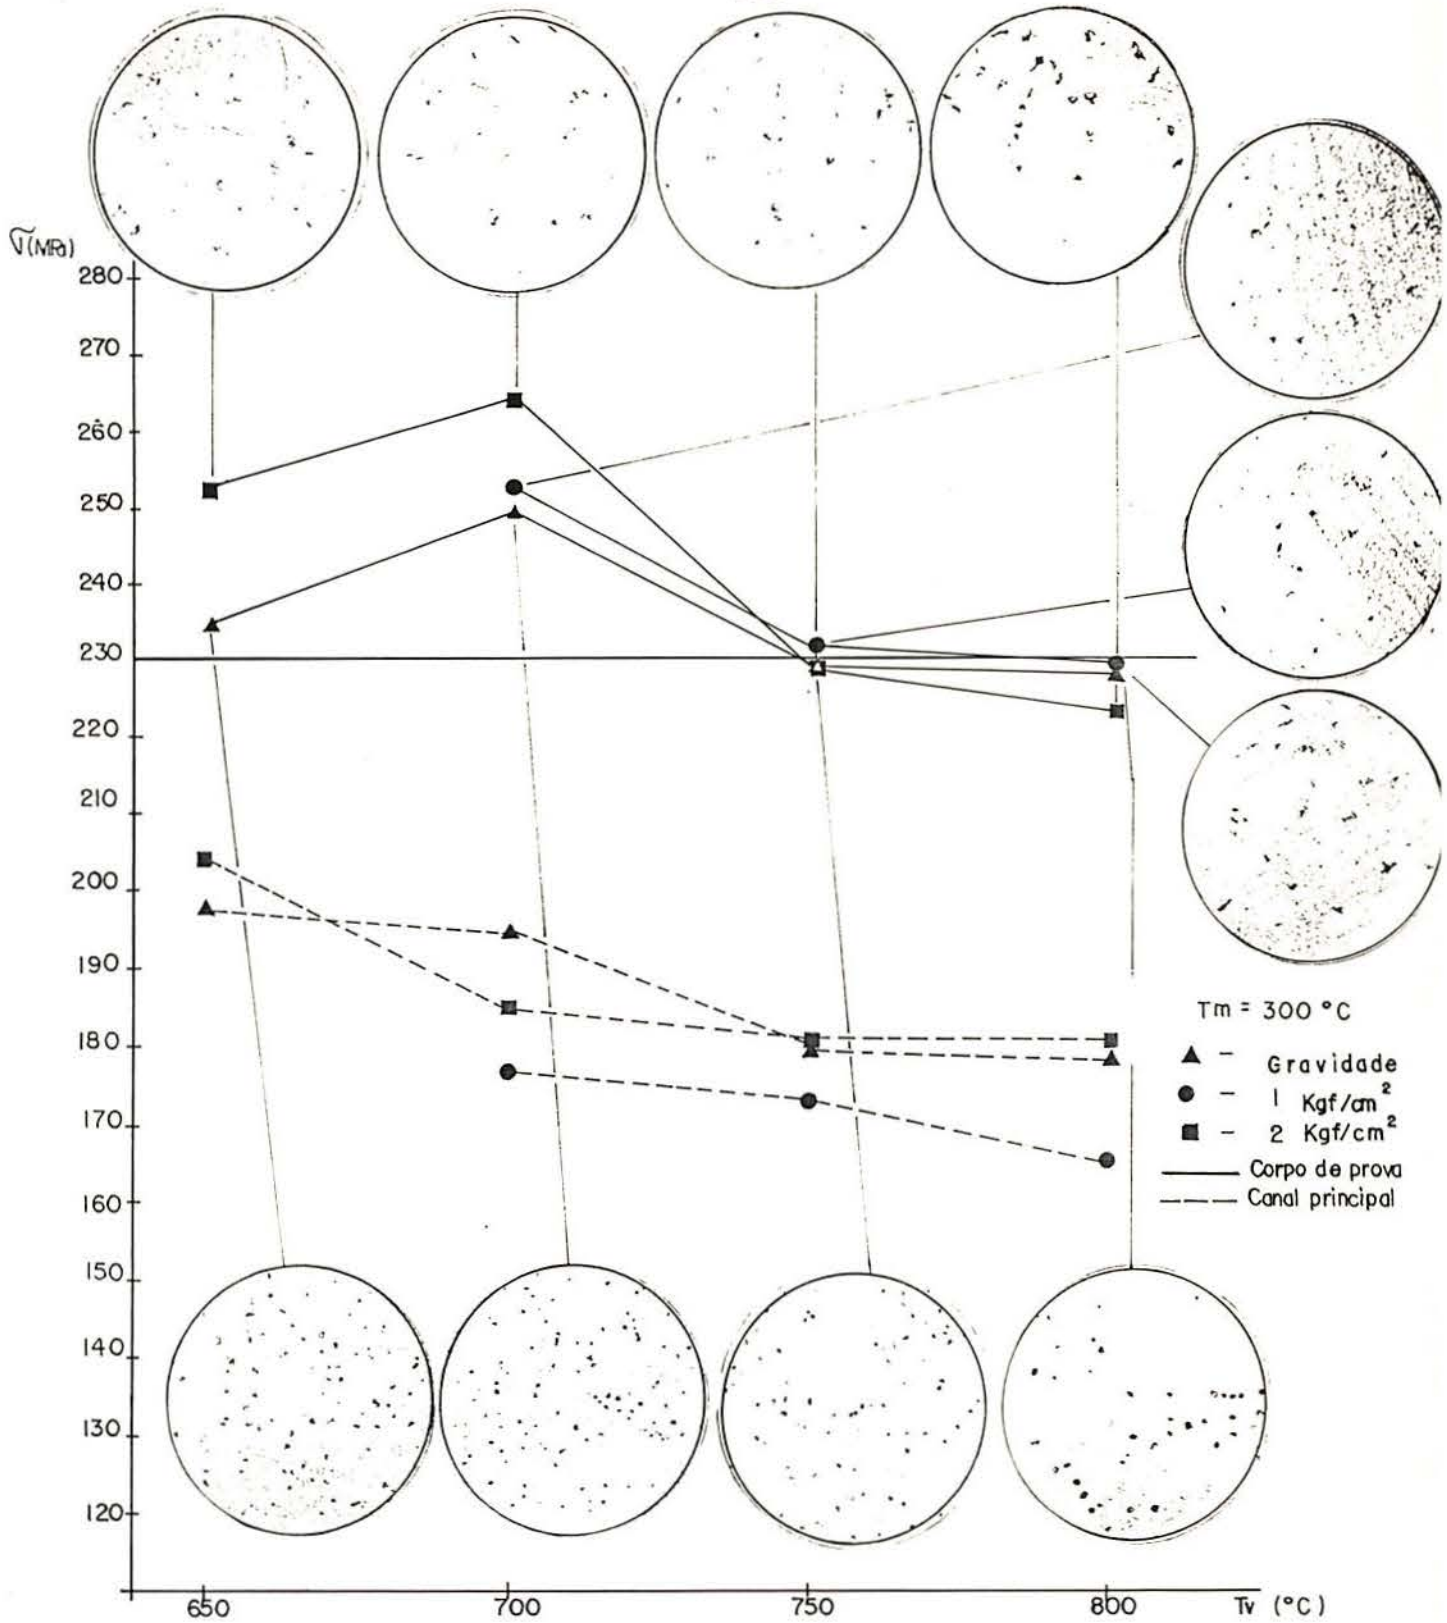 σ(MPa)
280
270
260
250
240
230
220
210
200
190
180
170
160
150
140
130
120
Tm = 300 °C
▲ - Gravidade
● - 1 Kgf/cm²
■ - 2 Kgf/cm²
Corpo de prova
Canal principal
650 700 750 800 Tv (°C)